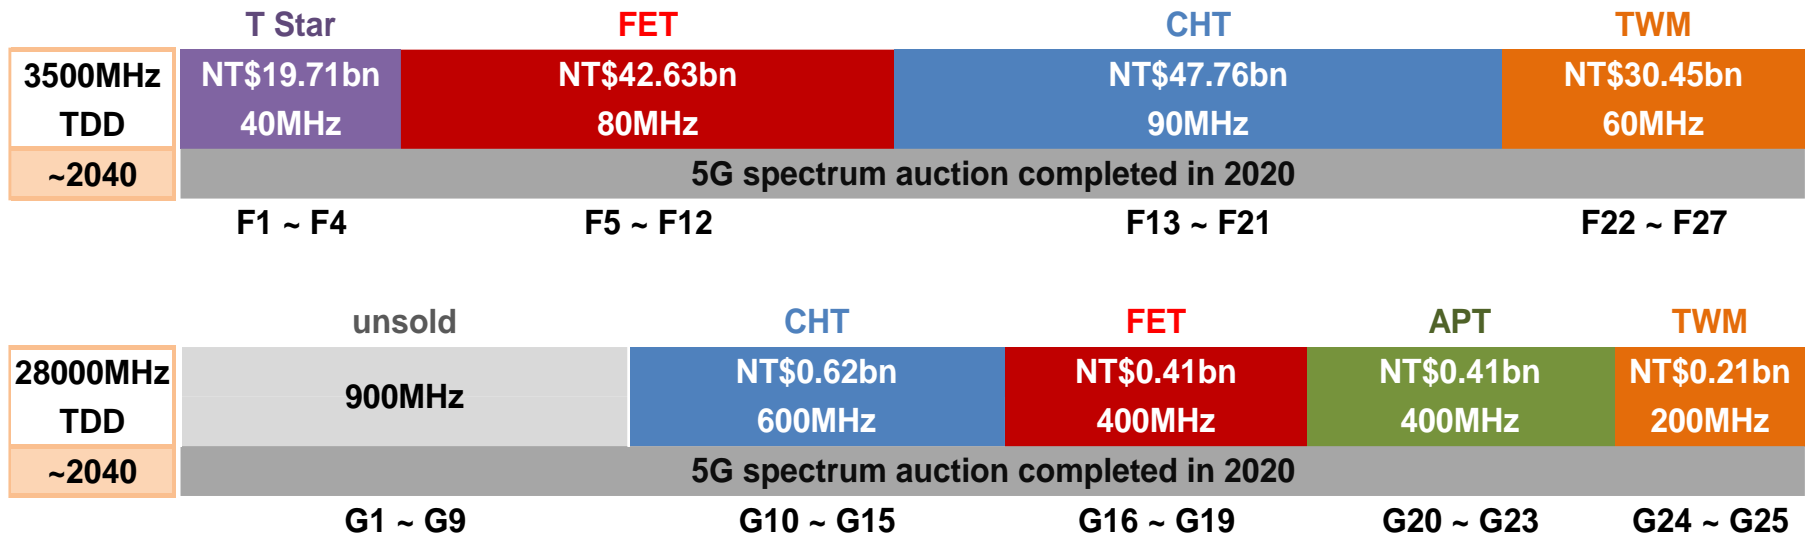 T Star FET CHT TWM
3500MHz NT$19.71bn NT$42.63bn NT$47.76bn NT$30.45bn
TDD 40MHz 80MHz 90MHz 60MHz
~2040 5G spectrum auction completed in 2020
F1 ~ F4 F5 ~ F12 F13 ~ F21 F22 ~ F27
unsold CHT FET APT TWM
28000MHz 900MHz NT$0.62bn NT$0.41bn NT$0.41bn NT$0.21bn
TDD 600MHz 400MHz 400MHz 200MHz
~2040 5G spectrum auction completed in 2020
G1 ~ G9 G10 ~ G15 G16 ~ G19 G20 ~ G23 G24 ~ G25